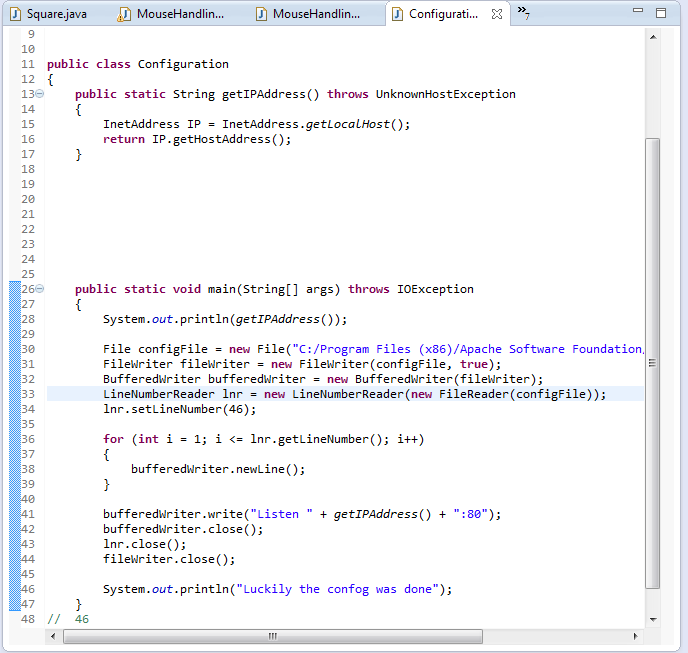 Square.java MouseHandlin... MouseHandlin... Configurati... »7
9
10
11 public class Configuration
12 {
13 public static String getIPAddress() throws UnknownHostException
14 {
15 InetAddress IP = InetAddress.getLocalHost();
16 return IP.getHostAddress();
17 }
18
19
20
21
22
23
24
25
26 public static void main(String[] args) throws IOException
27 {
28 System.out.println(getIPAddress());
29
30 File configFile = new File("C:/Program Files (x86)/Apache Software Foundation/
31 FileWriter fileWriter = new FileWriter(configFile, true);
32 BufferedWriter bufferedWriter = new BufferedWriter(fileWriter);
33 LineNumberReader lnr = new LineNumberReader(new FileReader(configFile));
34 lnr.setLineNumber(46);
35
36 for (int i = 1; i <= lnr.getLineNumber(); i++)
37 {
38 bufferedWriter.newLine();
39 }
40
41 bufferedWriter.write("Listen " + getIPAddress() + ":80");
42 bufferedWriter.close();
43 lnr.close();
44 fileWriter.close();
45
46 System.out.println("Luckily the confog was done");
47 }
48 // 46